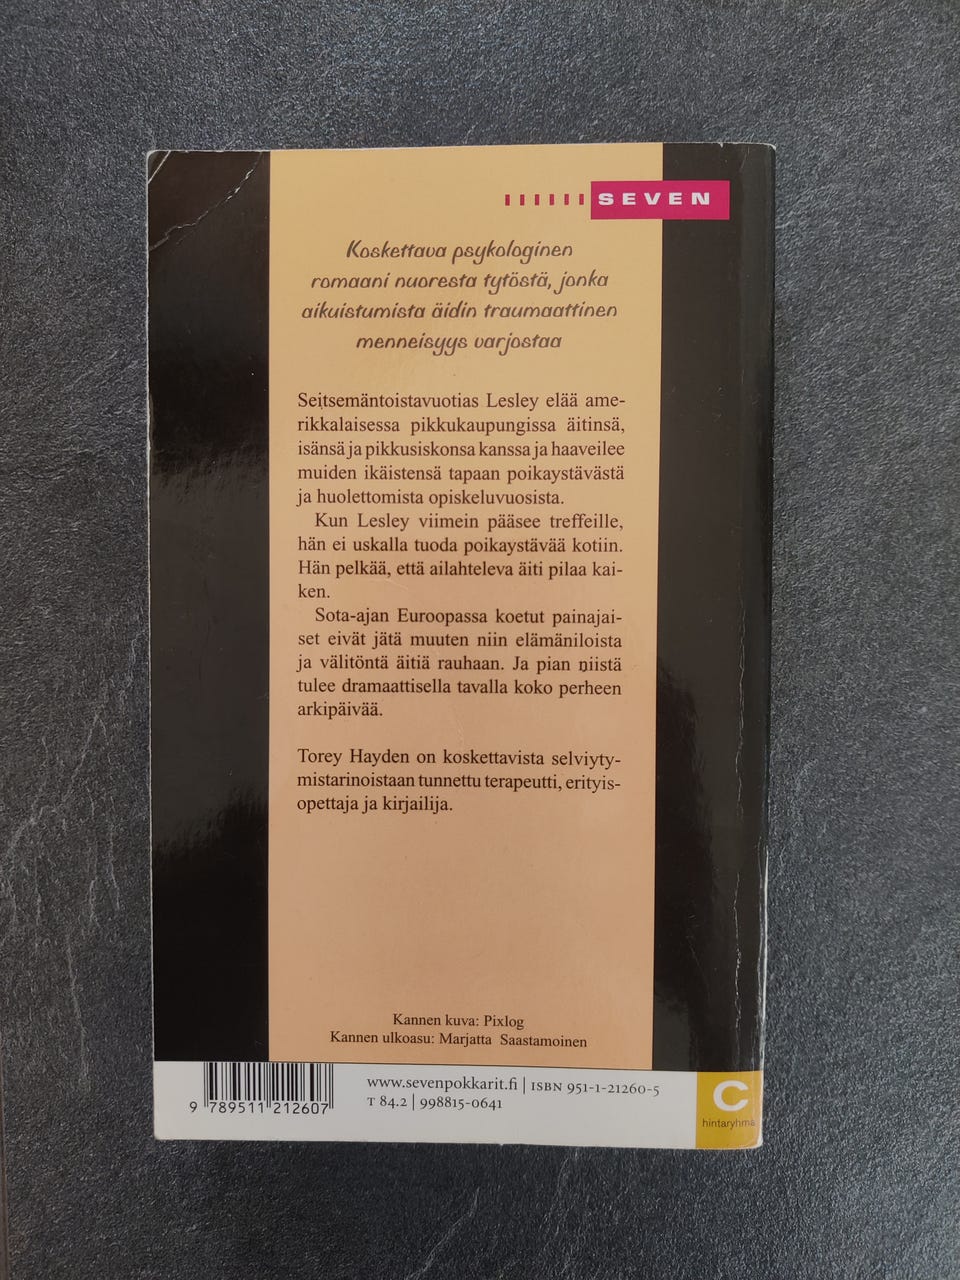 SEVEN
Koskettava psykologinen
romaani nuoresta tytöstä, jonka
aikuistumista äidin traumaattinen
menneisyys varjostaa
Seitsemäntoistavuotias Lesley elää ame-
rikkalaisessa pikkukaupungissa äitinsä,
isänsä ja pikkusiskonsa kanssa ja haaveilee
muiden ikäistensä tapaan poikaystävästä
ja huolettomista opiskeluvuosista.
Kun Lesley viimein pääsee treffeille,
hän ei uskalla tuoda poikaystävää kotiin.
Hän pelkää, että ailahteleva äiti pilaa kai-
ken.
Sota-ajan Euroopassa koetut painajai-
set eivät jätä muuten niin elämäniloista
ja välitöntä äitiä rauhaan. Ja pian niistä
tulee dramaattisella tavalla koko perheen
arkipäivää.
Torey Hayden on koskettavista selviyty-
mistarinoistaan tunnettu terapeutti, erityis-
opettaja ja kirjailija.
Kannen kuva: Pixlog
Kannen ulkoasu: Marjatta Saastamoinen
www.sevenpokkarit.fi | ISBN 951-1-21260-5
T 84.2 | 998815-0641
9 789511 212607
C
hintaryhmä